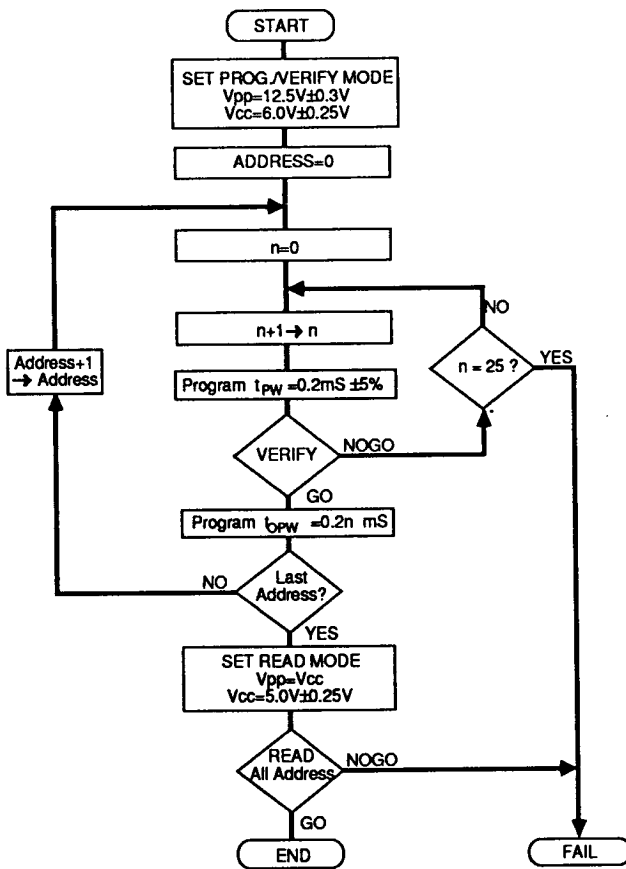 START
SET PROG./VERIFY MODE
Vpp=12.5V±0.3V
Vcc=6.0V±0.25V
ADDRESS=0
n=0
NO
n+1→n
Address+1
→ Address
n = 25 ?
YES
Program tPW =0.2mS ±5%
VERIFY
NOGO
GO
Program tOPW =0.2n mS
NO
Last
Address?
YES
SET READ MODE
Vpp=Vcc
Vcc=5.0V±0.25V
READ
All Address
NOGO
GO
END
FAIL